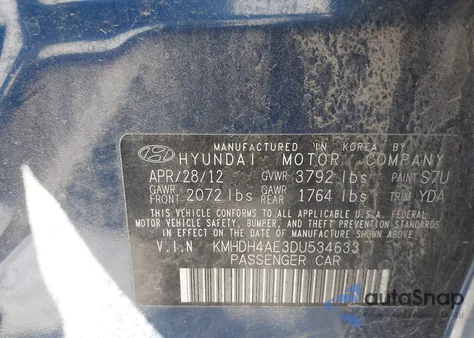 MANUFACTURED IN KOREA BY
HYUNDAI MOTOR COMPANY
APR/28/12 GVWR 3792 lbs PAINT S7U
GAWR FRONT 2072 lbs GAWR REAR 1764 lbs TRIM YDA
THIS VEHICLE CONFORMS TO ALL APPLICABLE U.S.A. FEDERAL
MOTOR VEHICLE SAFETY, BUMPER, AND THEFT PREVENTION STANDARDS
IN EFFECT ON THE DATE OF MANUFACTURE SHOWN ABOVE.
V.I.N KMHDH4AE3DU534633
PASSENGER CAR
autaSnap